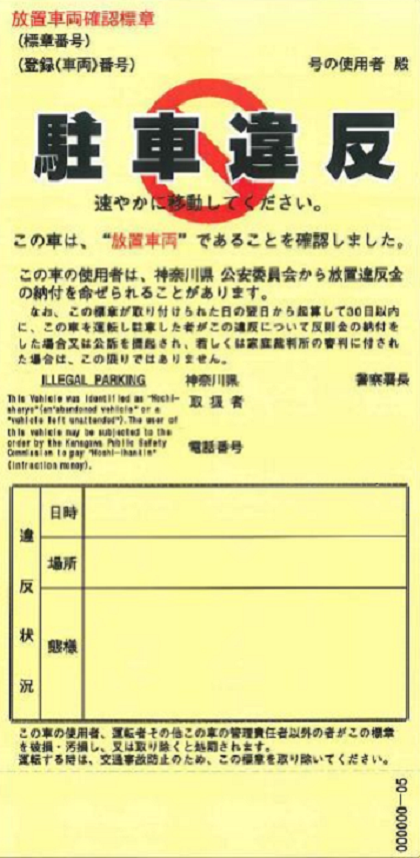 放置車両確認標章
(標章番号)
(登録(車両)番号) 号の使用者 殿
駐車違反
速やかに移動してください。
この車は、“放置車両”であることを確認しました。
この車の使用者は、神奈川県 公安委員会から放置違反金
の納付を命ぜられることがあります。
なお、この標章が取り付けられた日の翌日から起算して30日以内
に、この車を運転し駐車した者がこの違反について反則金の納付を
した場合又は公訴を提起され、若しくは家庭裁判所の審判に付され
た場合は、この限りではありません。
ILLEGAL PARKING 神奈川県 警察署長
This Vehicle was identified as "Hochi-
sharyo"(an"abandoned vehicle" or a
"vehicle left unattended"). The user of
this vehicle may be subjected to the
order by the Kanagawa Public Safety
Commission to pay "Hochi-ihankin"
(infraction money).
取扱者
電話番号
違反状況
日時
場所
態様
この車の使用者、運転者その他この車の管理責任者以外の者がこの標章
を破損・汚損し、又は取り除くと処罰されます。
運転する時は、交通事故防止のため、この標章を取り除いてください。
000000-05